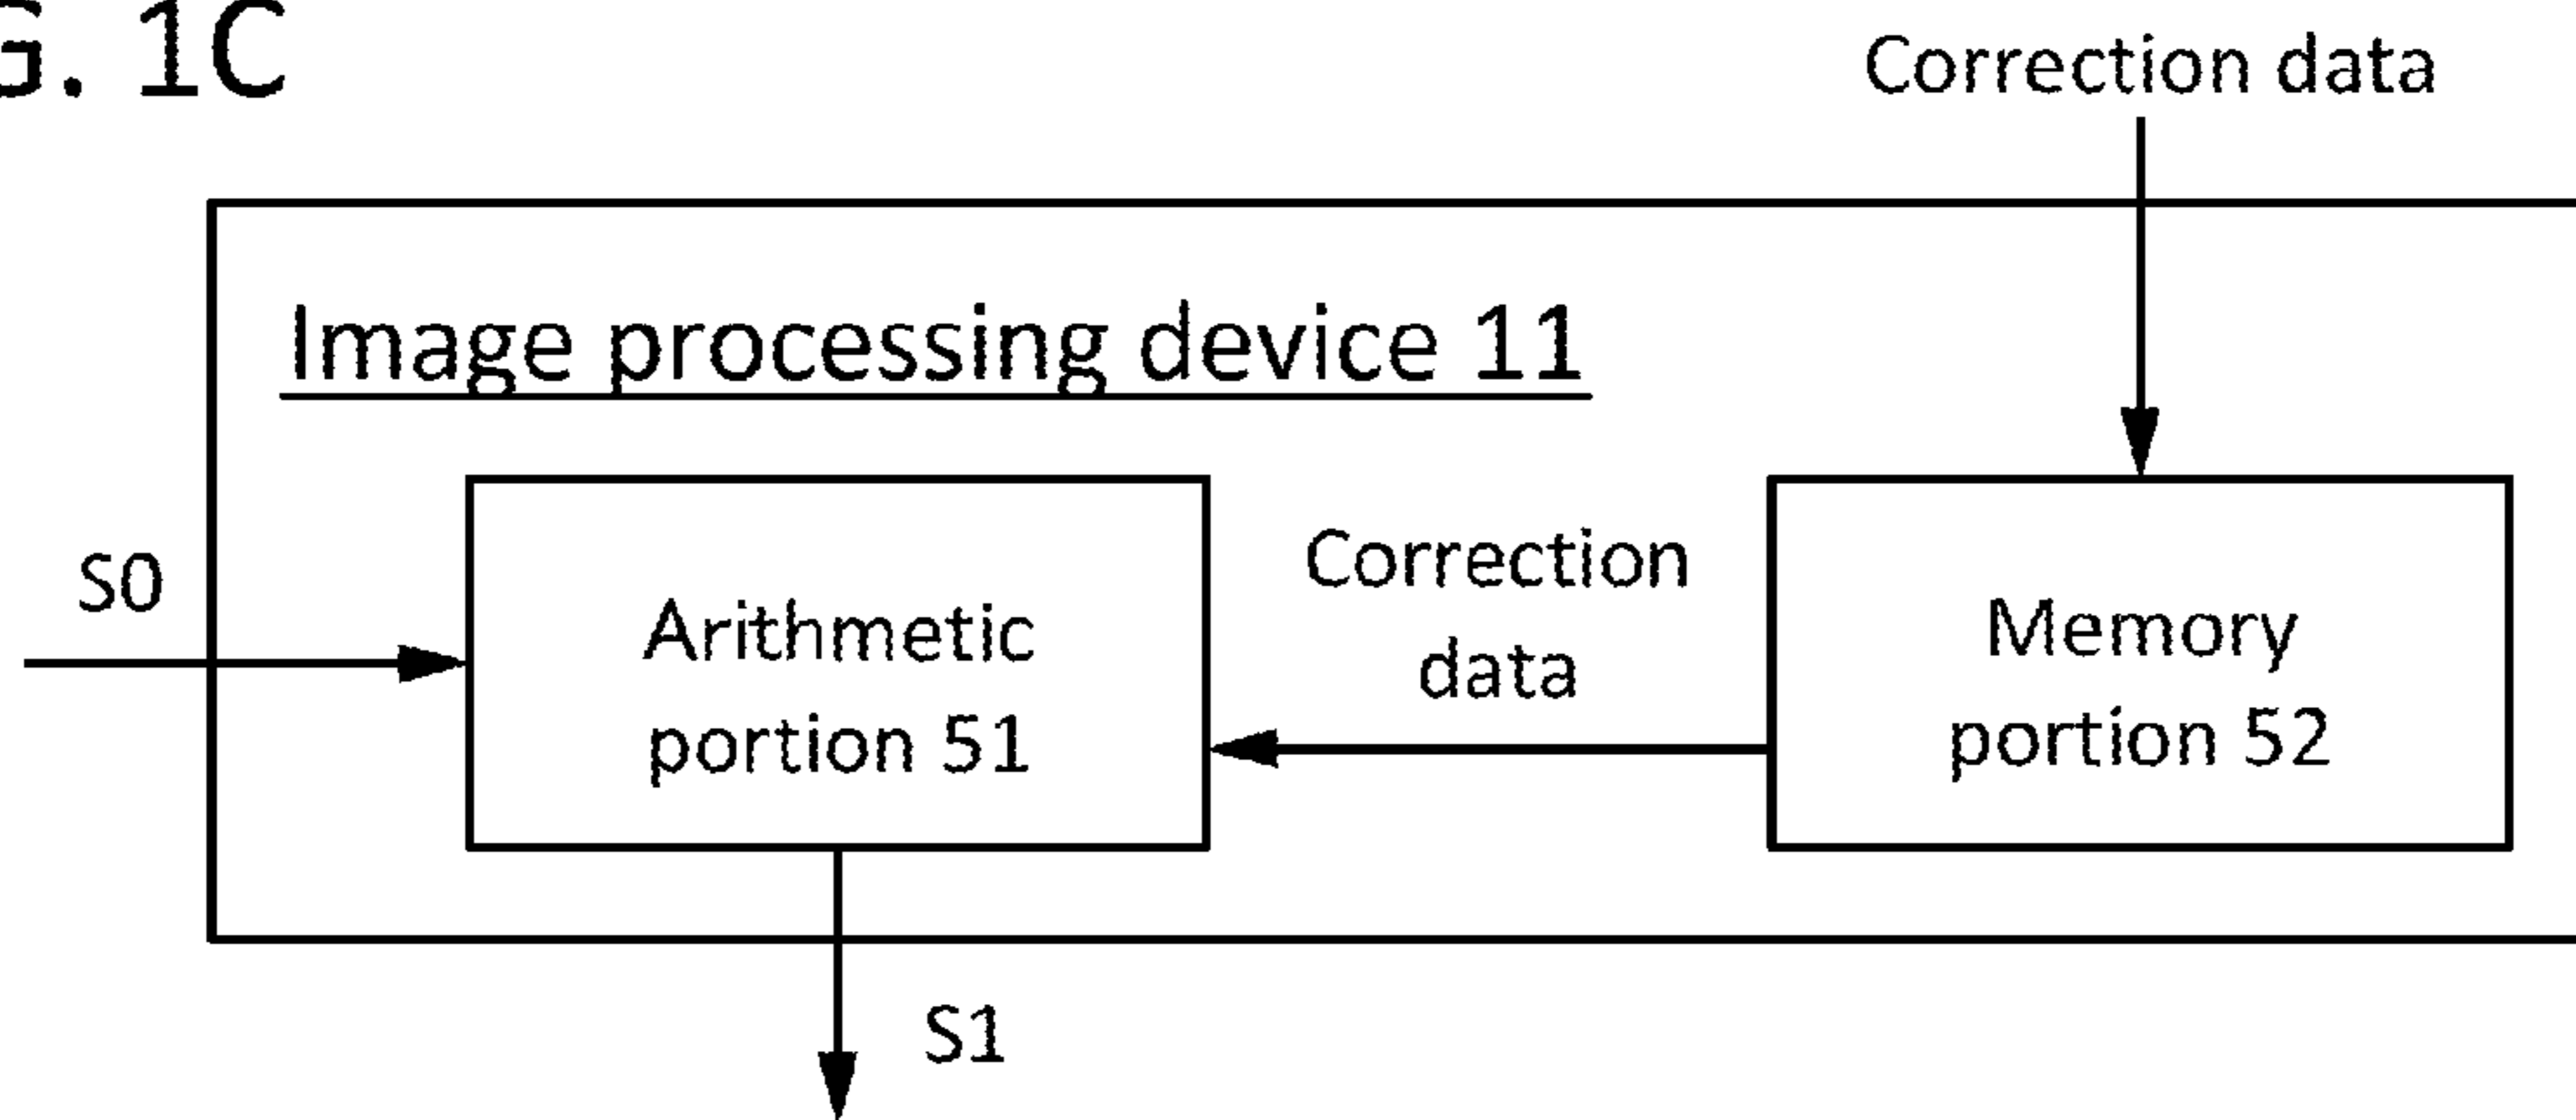 G. 1C
Correction data
Image processing device 11
S0
Arithmetic
portion 51
Correction
data
Memory
portion 52
S1